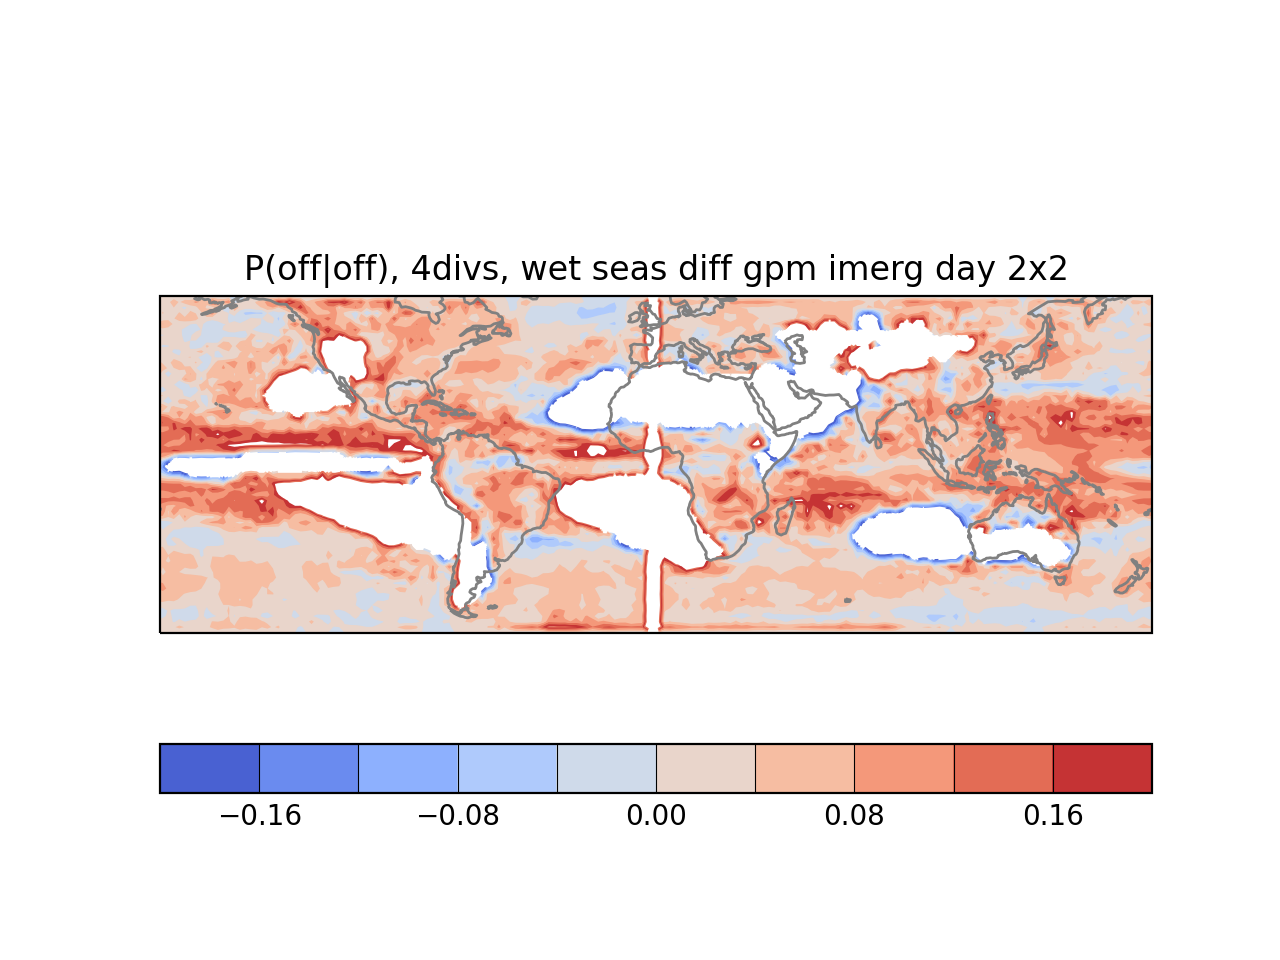 P(off|off), 4divs, wet seas diff gpm imerg day 2x2
−0.16 −0.08 0.00 0.08 0.16